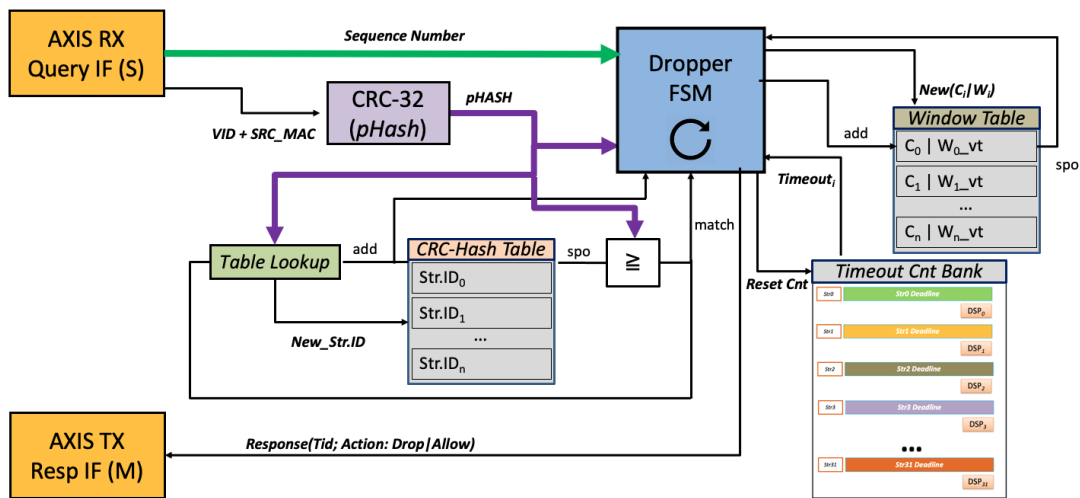 AXIS RX
Query IF (S)
Sequence Number
VID + SRC_MAC
CRC-32
(pHash)
pHASH
Dropper
FSM
New(Cᵢ|Wᵢ)
add
Window Table
C₀ | W₀_vt
C₁ | W₁_vt
...
Cₙ | Wₙ_vt
spo
Timeoutᵢ
match
Table Lookup
add
CRC-Hash Table
Str.ID₀
Str.ID₁
...
Str.IDₙ
spo
New_Str.ID
Reset Cnt
Timeout Cnt Bank
Str0
Str0 Deadline
DSP₀
Str1
Str1 Deadline
DSP₁
Str2
Str2 Deadline
DSP₂
Str3
Str3 Deadline
DSP₃
...
Str31
Str31 Deadline
DSP₃₁
AXIS TX
Resp IF (M)
Response(Tid; Action: Drop|Allow)